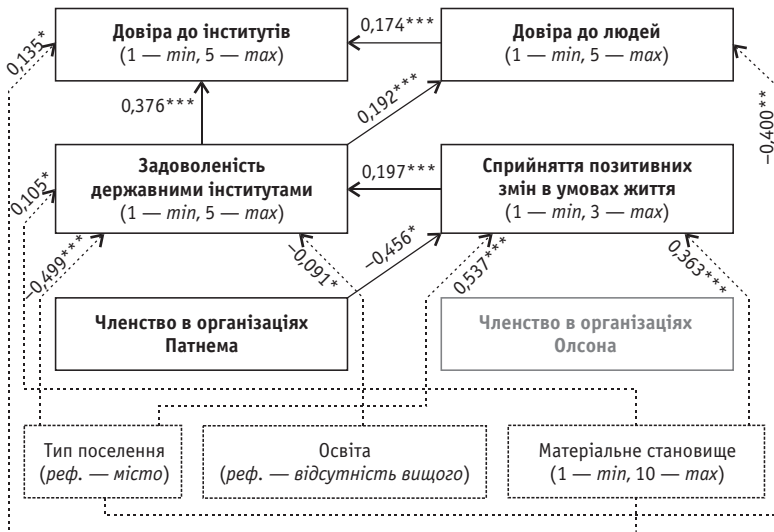 Довіра до інститутів
(1 — min, 5 — max)
0,174***
Довіра до людей
(1 — min, 5 — max)
0,135*
0,376***
0,192***
–0,400**
Задоволеність
державними інститутами
(1 — min, 5 — max)
0,197***
Сприйняття позитивних
змін в умовах життя
(1 — min, 3 — max)
0,105*
–0,499***
–0,091*
–0,456*
0,537***
0,363***
Членство в організаціях
Патнема
Членство в організаціях
Олсона
Тип поселення
(реф. — місто)
Освіта
(реф. — відсутність вищого)
Матеріальне становище
(1 — min, 10 — max)